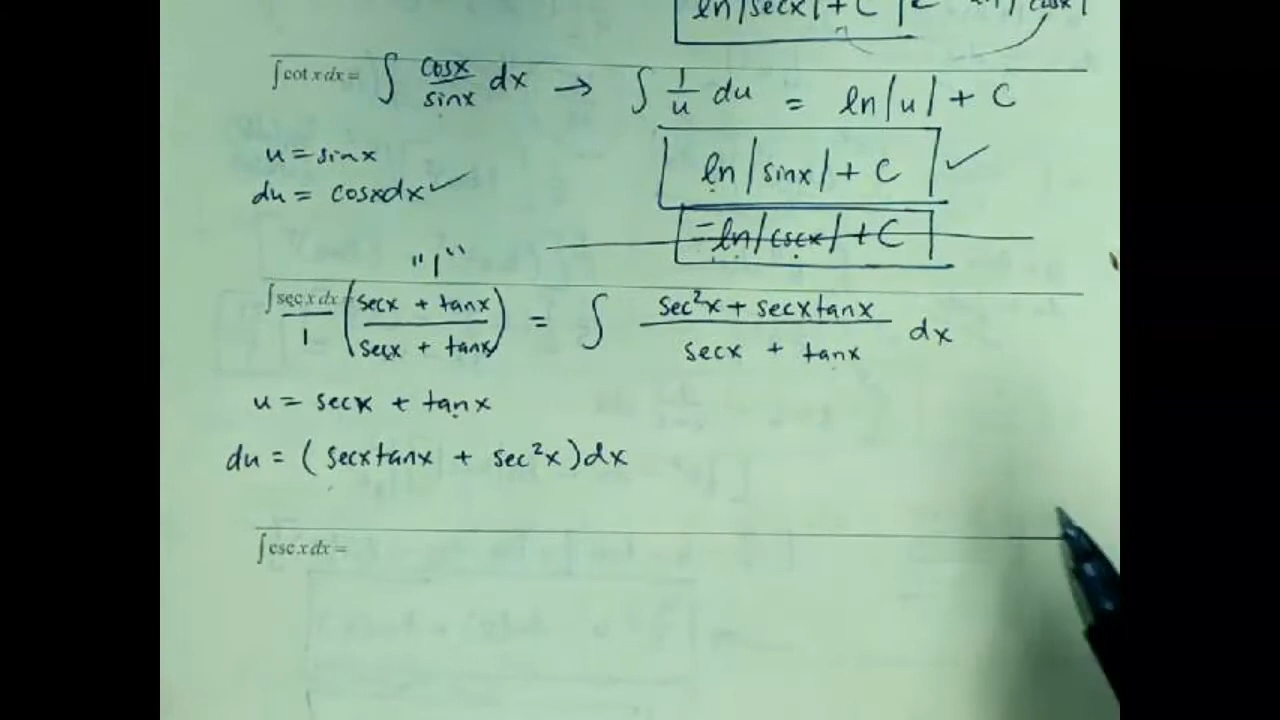 ln|secx| + C
cosx
∫cot x dx = ∫ cosx/sinx dx → ∫ 1/u du = ln|u| + C
u = sinx
du = cosxdx ✓
ln|sinx| + C ✓
= ln|cscx| + C
"1"
∫sec x dx/1 (secx + tanx/secx + tanx) = ∫ sec²x + secxtanx/secx + tanx dx
u = secx + tanx
du = (secxtanx + sec²x)dx
∫csc x dx =